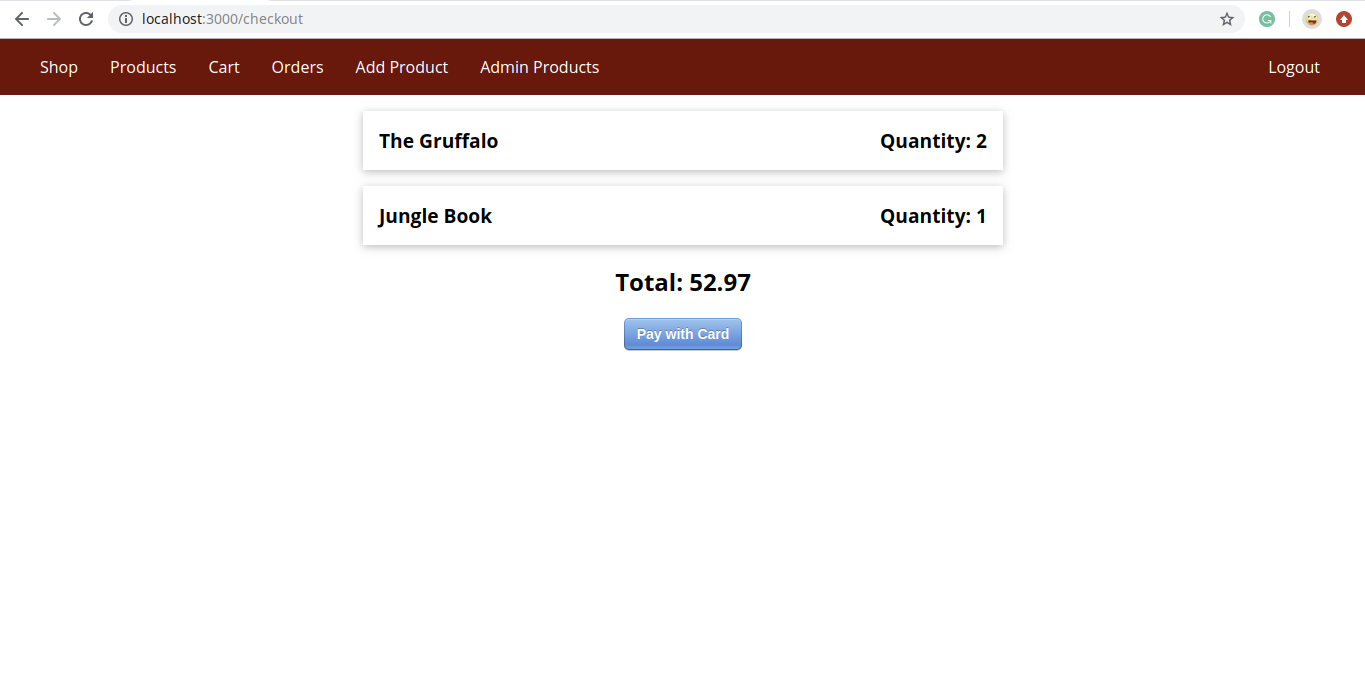 localhost:3000/checkout
Shop Products Cart Orders Add Product Admin Products Logout
The Gruffalo Quantity: 2
Jungle Book Quantity: 1
Total: 52.97
Pay with Card